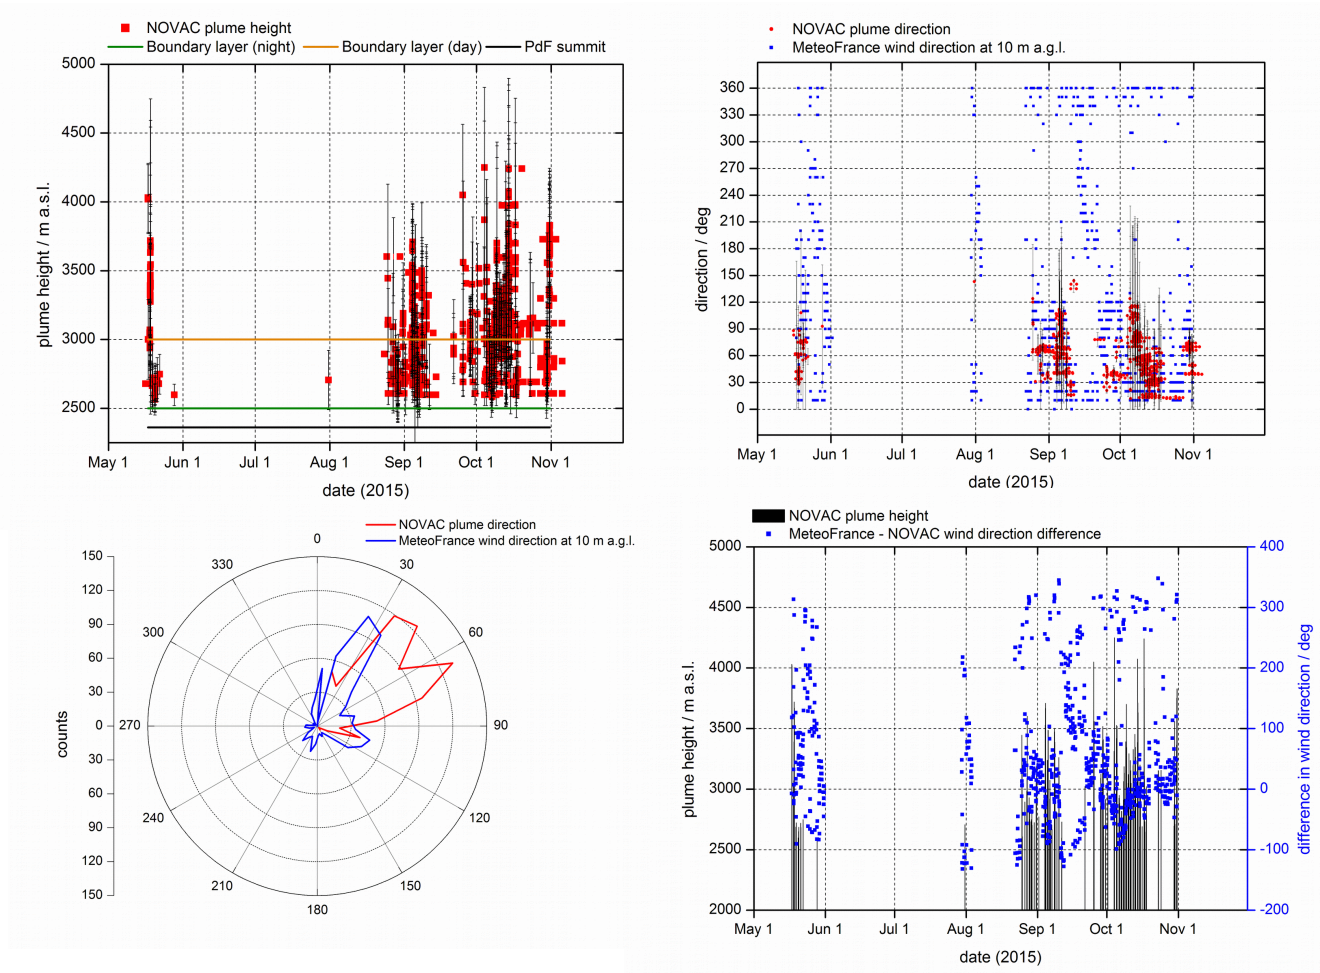 NOVAC plume height
Boundary layer (night) Boundary layer (day) PdF summit
5000
4500
4000
3500
3000
2500
plume height / m a.s.l.
May 1 Jun 1 Jul 1 Aug 1 Sep 1 Oct 1 Nov 1
date (2015)
NOVAC plume direction
MeteoFrance wind direction at 10 m a.g.l.
360
330
300
270
240
210
180
150
120
90
60
30
0
direction / deg
May 1 Jun 1 Jul 1 Aug 1 Sep 1 Oct 1 Nov 1
date (2015)
NOVAC plume direction
MeteoFrance wind direction at 10 m a.g.l.
150
120
90
60
30
0
30
60
90
120
150
counts
0
30
60
90
120
150
180
210
240
270
300
330
NOVAC plume height
MeteoFrance - NOVAC wind direction difference
5000
4500
4000
3500
3000
2500
2000
plume height / m a.s.l.
400
300
200
100
0
-100
-200
difference in wind direction / deg
May 1 Jun 1 Jul 1 Aug 1 Sep 1 Oct 1 Nov 1
date (2015)